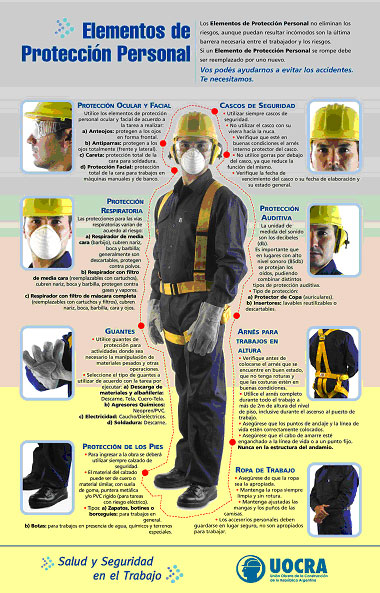 Elementos de
Protección Personal
Los Elementos de Protección Personal no eliminan los
riesgos, aunque puedan resultar incómodos son la última
barrera necesaria entre el trabajador y los riesgos.
Si un Elemento de Protección Personal se rompe debe
ser reemplazado por uno nuevo.
Vos podés ayudarnos a evitar los accidentes.
Te necesitamos.
PROTECCIÓN OCULAR Y FACIAL
Utilice los elementos de protección
personal ocular y facial de acuerdo a
la tarea a realizar:
a) Anteojos: protegen a los ojos
en forma frontal.
b) Antiparras: protegen a los ojos
totalmente (frente y lateral).
c) Careta: protección total de la
cara para soldadura.
d) Protección Facial: protección
total de la cara para trabajos en
máquinas manuales y de banco.
CASCOS DE SEGURIDAD
• Utilizar siempre cascos de
seguridad.
• No utilizar el casco con su
visera hacia la nuca.
• Verifique que esté en
buenas condiciones el arnés
interno protector del casco.
• No utilice gorras por debajo
del casco, ya que reduce la
función del mismo.
• Verifique la fecha de
vencimiento del casco o su fecha de elaboración y
su estado general.
PROTECCIÓN
RESPIRATORIA
Las protecciones para las vías
respiratorias varían de
acuerdo al riesgo
a) Respirador de media
cara (barbijo), cubren nariz,
boca y barbilla;
generalmente son
descartables, protegen
contra polvos.
b) Respirador con filtro
de media cara (reemplazables con cartuchos),
cubren nariz, boca y barbilla, protegen contra
gases y vapores.
c) Respirador con filtro de máscara completa
(reemplazables con cartuchos y filtros), cubren
nariz, boca, barbilla, cara y ojos.
PROTECCIÓN
AUDITIVA
La unidad de
medida del sonido
son los decibeles
(db).
Es importante que
en lugares con alto
nivel sonoro (85db)
se protejan los
oídos, pudiendo
combinar distintos
tipos de protección auditiva.
• Tipo de protección:
a) Protector de Copa (auriculares).
b) Insertores: lavables reutilizables o
descartables.
GUANTES
• Utilice guantes de
protección para
actividades donde sea
necesario la manipulación de
materiales pesados y otras
operaciones.
• Seleccione el tipo de guantes a
utilizar de acuerdo con la tarea por
ejecutar: a) Descarga de
materiales y albañilería:
Descarne, Tela, Cuero-Tela.
b) Agresores Químicos:
Neopren/PVC.
c) Electricidad: Caucho/Dieléctricos.
d) Soldadura: Descarne.
ARNÉS PARA
TRABAJOS EN
ALTURA
• Verifique antes de
colocarse el arnés que se
encuentre en buen estado,
que no tenga roturas y
que las costuras estén en
buenas condiciones.
• Utilice el arnés completo
durante todo el trabajo a
más de 2m de altura del nivel
de piso, inclusive durante el ascenso al puesto de
trabajo.
• Asegúrese que los puntos de anclaje y la línea de
vida estén correctamente colocados.
• Asegúrese que el cabo de amarre esté
enganchado a la línea de vida o a un punto fijo,
Nunca en la estructura del andamio.
PROTECCIÓN DE LOS PIES
• Para ingresar a la obra se deberá
utilizar siempre calzado de
seguridad
• El material del calzado
puede ser de cuero o
material similar, con suela
de goma, puntera metálica
y/o PVC rígido (para tareas
con riesgo eléctrico).
• Tipos: a) Zapatos, botines o
borceguíes: para trabajos en
general.
b) Botas: para trabajos en presencia de agua, químicos y terrenos
especiales.
ROPA DE TRABAJO
• Asegúrese de que la ropa
sea la apropiada.
• Mantenga la ropa siempre
limpia y sin rotura.
• Mantenga ajustadas las
mangas y los puños de las
camisas.
• Los accesorios personales deben
guardarse en lugar seguro, no son apropiados
para trabajar.
Salud y Seguridad
en el Trabajo
UOCRA
Unión Obrera de la Construcción
de la República Argentina